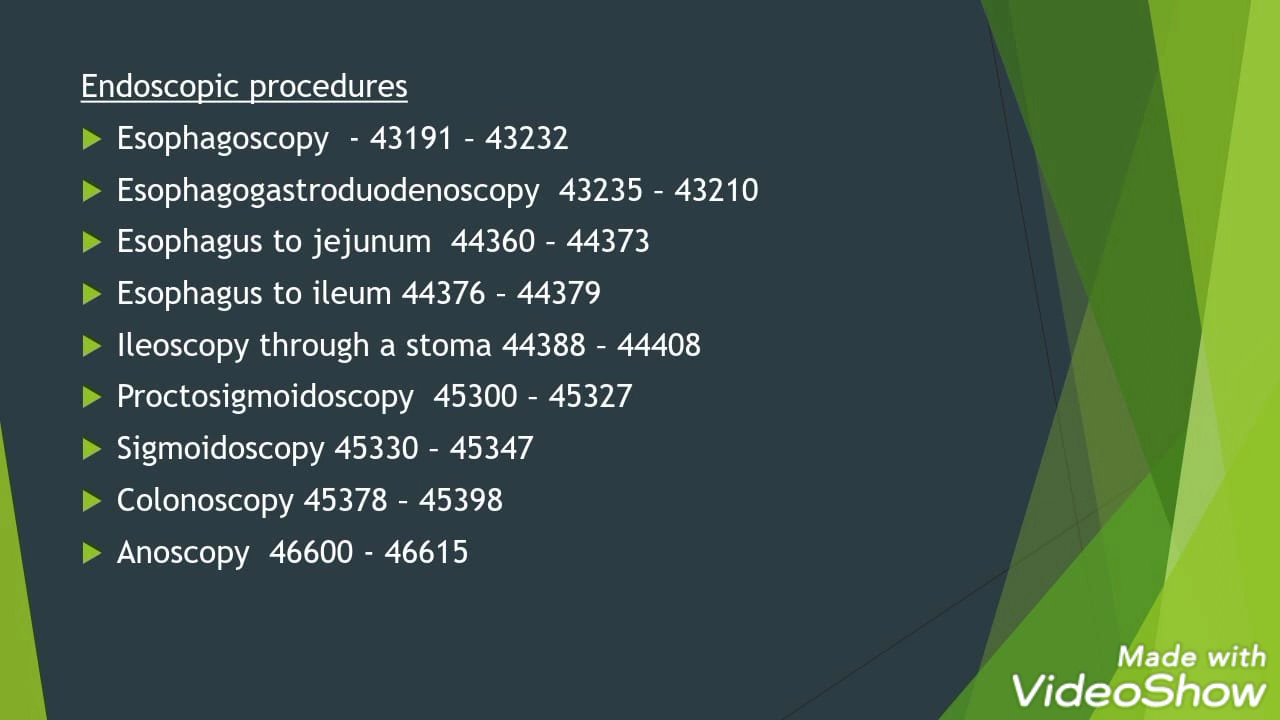 Endoscopic procedures
Esophagoscopy - 43191 – 43232
Esophagogastroduodenoscopy 43235 – 43210
Esophagus to jejunum 44360 – 44373
Esophagus to ileum 44376 – 44379
Ileoscopy through a stoma 44388 – 44408
Proctosigmoidoscopy 45300 – 45327
Sigmoidoscopy 45330 – 45347
Colonoscopy 45378 – 45398
Anoscopy 46600 - 46615
Made with
VideoShow